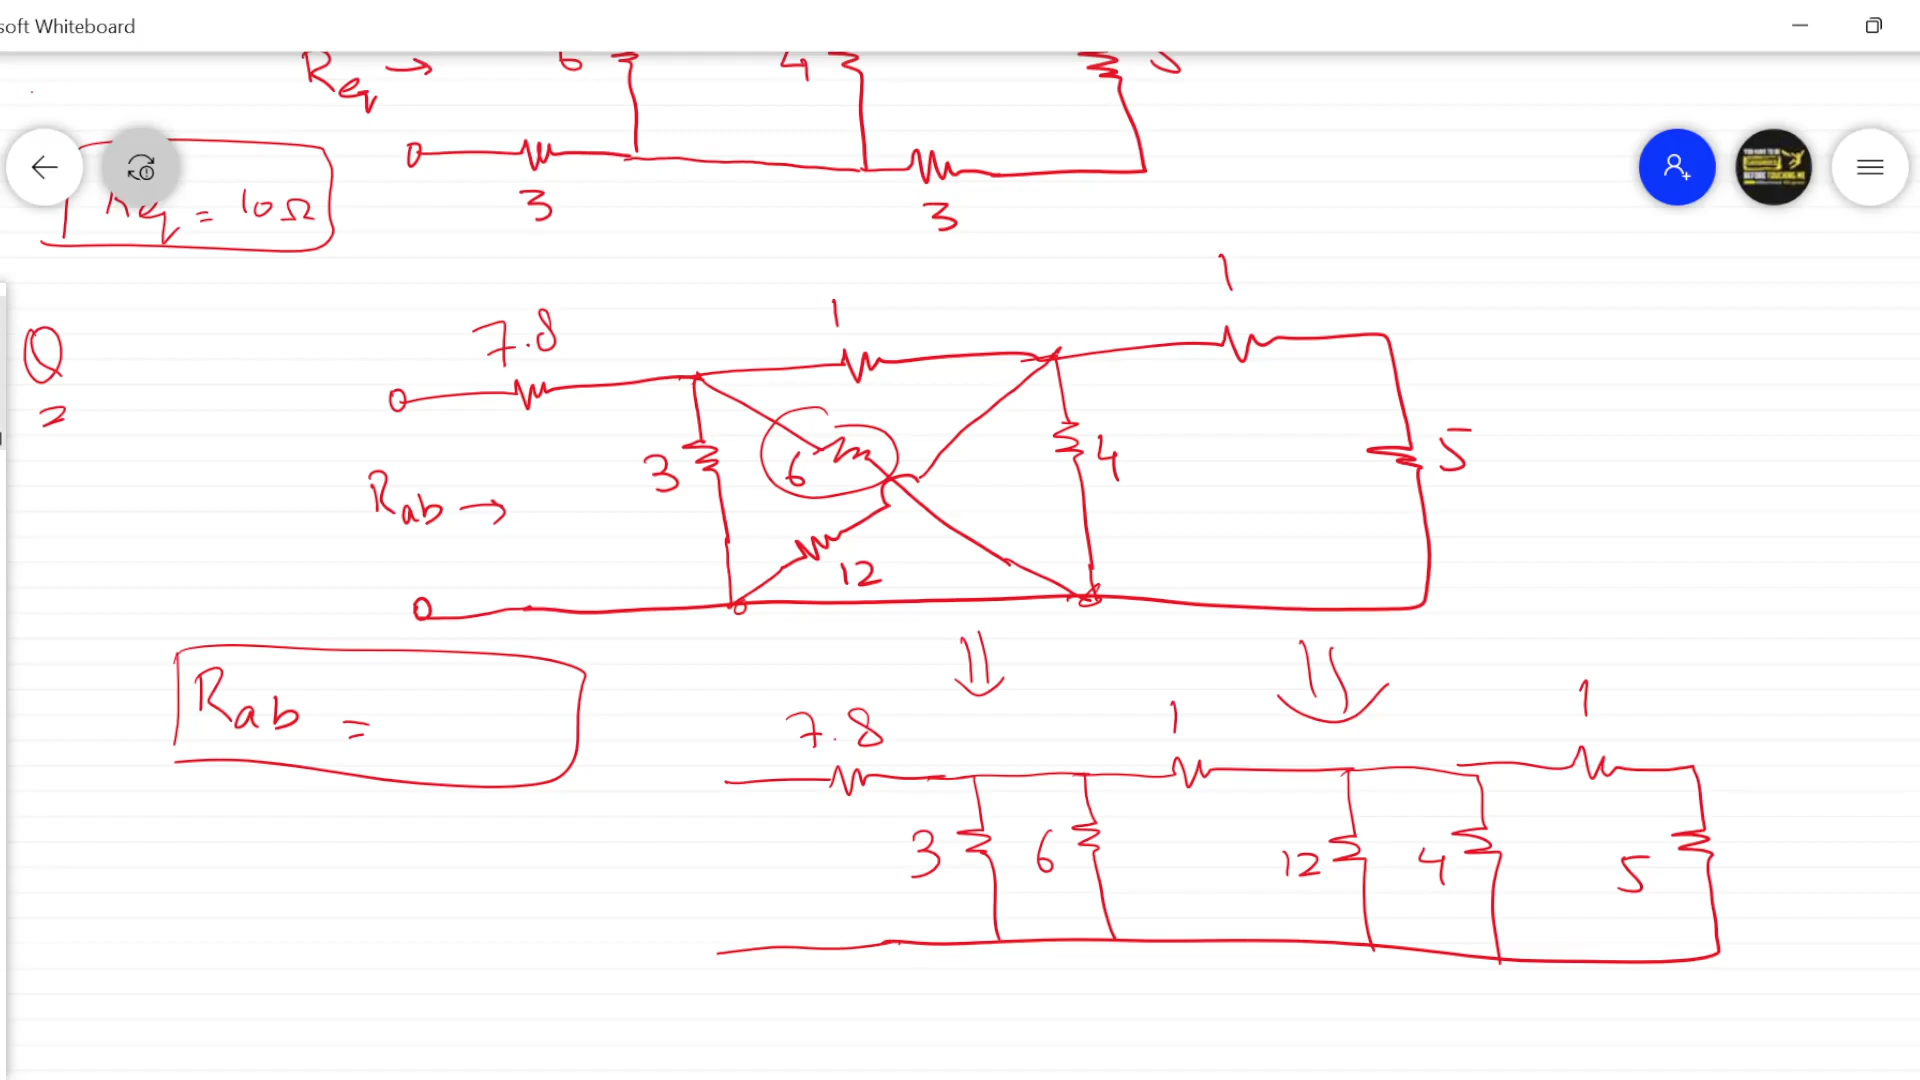 soft Whiteboard
Req → 6 4
3 3
Req = 10Ω
Q
2
7.8 1 1
3 6 4 5
Rab →
12
Rab =
7.8 1 1
3 6 12 4 5